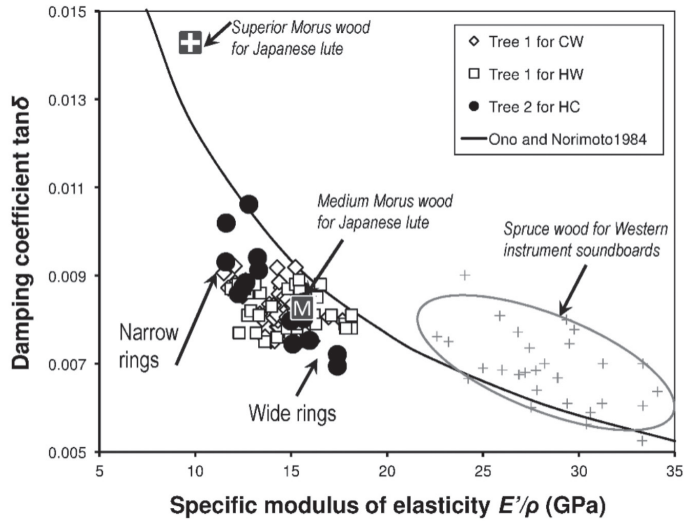 0.015
0.013
0.011
0.009
0.007
0.005
Damping coefficient tanδ
Superior Morus wood
for Japanese lute
Tree 1 for CW
Tree 1 for HW
Tree 2 for HC
Ono and Norimoto1984
Medium Morus wood
for Japanese lute
Spruce wood for Western
instrument soundboards
M
Narrow
rings
Wide rings
5 10 15 20 25 30 35
Specific modulus of elasticity E'/ρ (GPa)